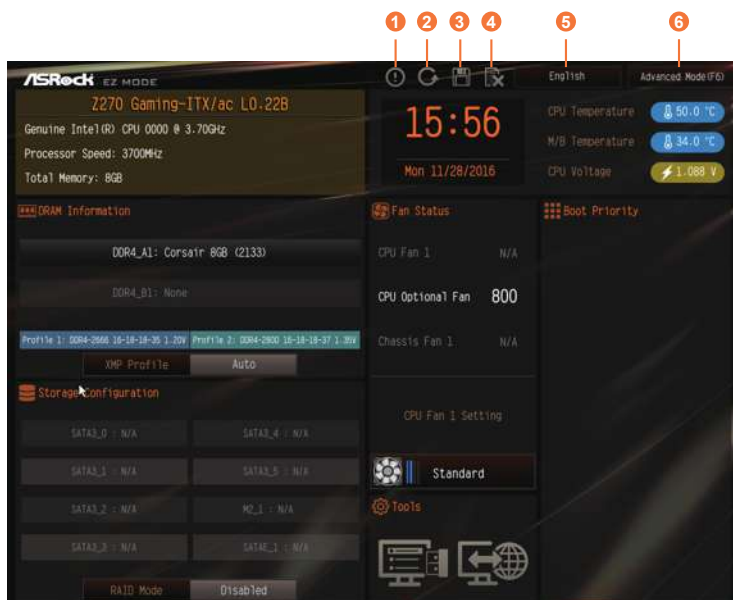 1 2 3 4 5 6
ASRock EZ MODE
English
Advanced Mode(F6)
Z270 Gaming-ITX/ac L0.22B
Genuine Intel(R) CPU 0000 @ 3.70GHz
Processor Speed: 3700MHz
Total Memory: 8GB
15:56
Mon 11/28/2016
CPU Temperature 50.0 °C
M/B Temperature 34.0 °C
CPU Voltage 1.088 V
DRAM Information
DDR4_A1: Corsair 8GB (2133)
DDR4_B1: None
Profile 1: DDR4-2666 16-18-18-35 1.20V
Profile 2: DDR4-2800 16-18-18-37 1.35V
XMP Profile Auto
Fan Status
CPU Fan 1 N/A
CPU Optional Fan 800
Chassis Fan 1 N/A
CPU Fan 1 Setting
Standard
Boot Priority
Storage Configuration
SATA3_0 : N/A
SATA3_4 : N/A
SATA3_1 : N/A
SATA3_5 : N/A
SATA3_2 : N/A
M2_1 : N/A
SATA3_3 : N/A
SATAE_1 : N/A
RAID Mode Disabled
Tools